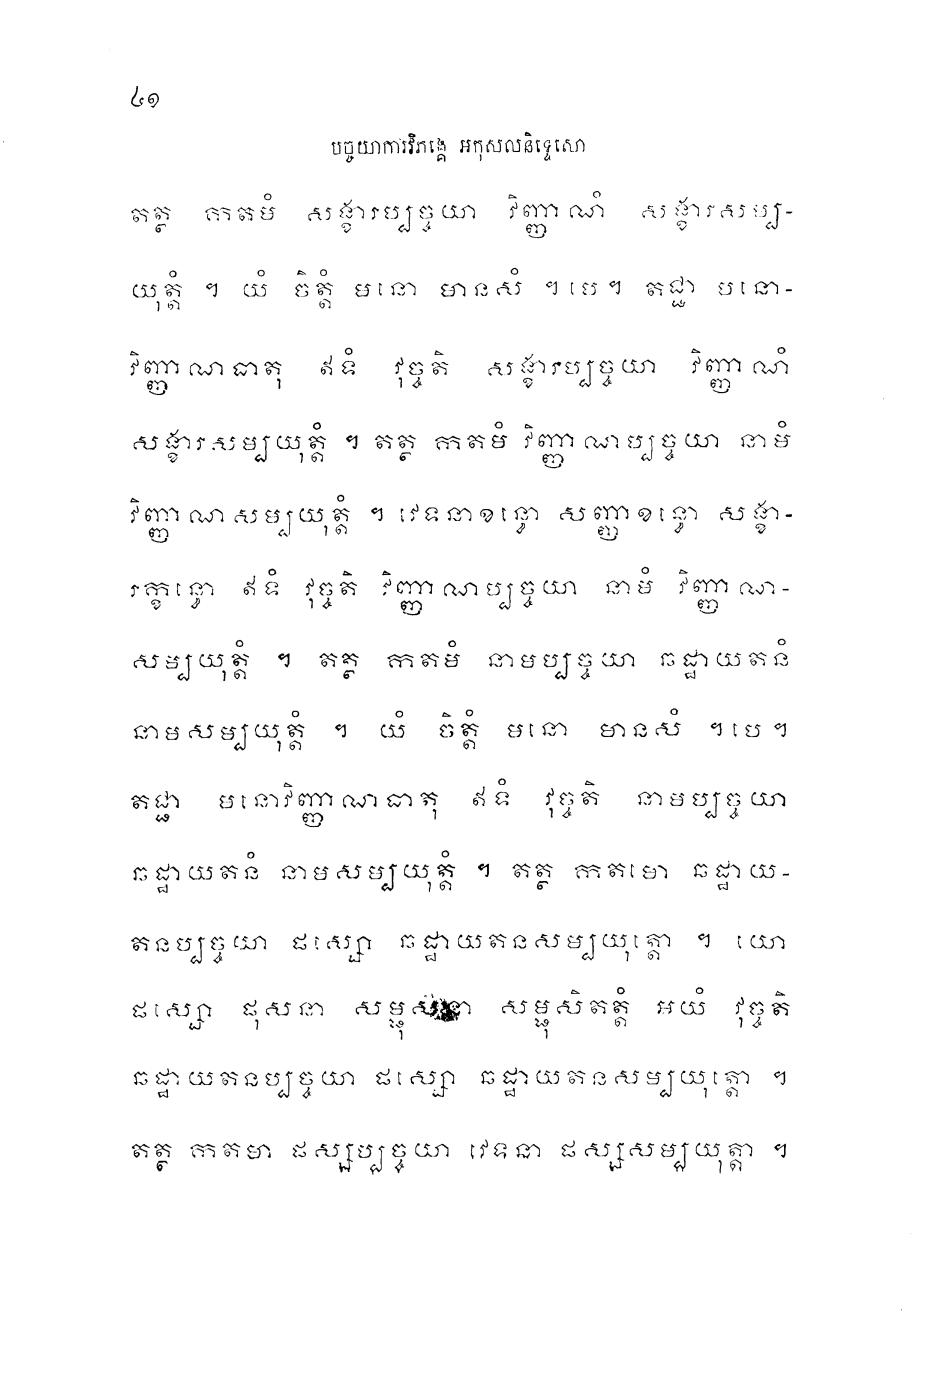 ៤១
បច្ចយាការវិភង្គេ អកុសលនិទ្ទេសោ
តត្ថ កតមំ សង្ខារប្បច្ចយា វិញ្ញាណំ សង្ខារសម្ប-
យុត្តំ ។ យំ ចិត្តំ មនោ មានសំ ។បេ។ តជ្ជា មនោ-
វិញ្ញាណធាតុ ឥទំ វុច្ចតិ សង្ខារប្បច្ចយា វិញ្ញាណំ
សង្ខារសម្បយុត្តំ ។ តត្ថ កតមំ វិញ្ញាណប្បច្ចយា នាមំ
វិញ្ញាណសម្បយុត្តំ ។ វេទនាខន្ធោ សញ្ញាខន្ធោ សង្ខា-
រក្ខន្ធោ ឥទំ វុច្ចតិ វិញ្ញាណប្បច្ចយា នាមំ វិញ្ញាណ-
សម្បយុត្តំ ។ តត្ថ កតមំ នាមប្បច្ចយា ឆដ្ឋាយតនំ
នាមសម្បយុត្តំ ។ យំ ចិត្តំ មនោ មានសំ ។បេ។
តជ្ជា មនោវិញ្ញាណធាតុ ឥទំ វុច្ចតិ នាមប្បច្ចយា
ឆដ្ឋាយតនំ នាមសម្បយុត្តំ ។ តត្ថ កតមោ ឆដ្ឋាយ-
តនប្បច្ចយា ផស្សោ ឆដ្ឋាយតនសម្បយុត្តោ ។ យោ
ផស្សោ ផុសនា សម្ផុសនា សម្ផុសិតត្តំ អយំ វុច្ចតិ
ឆដ្ឋាយតនប្បច្ចយា ផស្សោ ឆដ្ឋាយតនសម្បយុត្តោ ។
តត្ថ កតមា ផស្សប្បច្ចយា វេទនា ផស្សសម្បយុត្តា ។